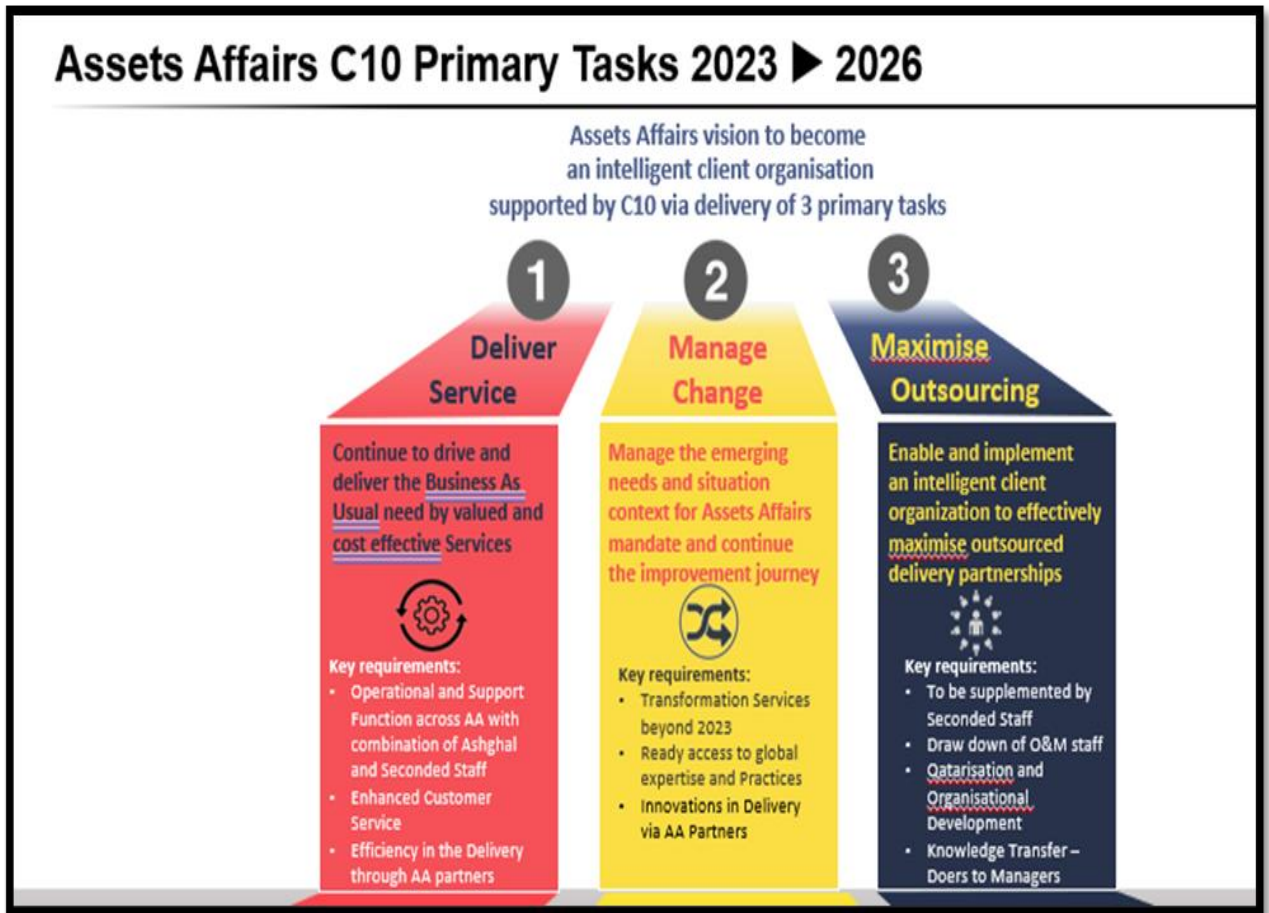 Assets Affairs C10 Primary Tasks 2023 ▶ 2026
Assets Affairs vision to become
an intelligent client organisation
supported by C10 via delivery of 3 primary tasks
1
Deliver
Service
Continue to drive and
deliver the Business As
Usual need by valued and
cost effective Services
Key requirements:
• Operational and Support
Function across AA with
combination of Ashghal
and Seconded Staff
• Enhanced Customer
Service
• Efficiency in the Delivery
through AA partners
2
Manage
Change
Manage the emerging
needs and situation
context for Assets Affairs
mandate and continue
the improvement journey
Key requirements:
• Transformation Services
beyond 2023
• Ready access to global
expertise and Practices
• Innovations in Delivery
via AA Partners
3
Maximise
Outsourcing
Enable and implement
an intelligent client
organization to effectively
maximise outsourced
delivery partnerships
Key requirements:
• To be supplemented by
Seconded Staff
• Draw down of O&M staff
• Qatarisation and
Organisational
Development
• Knowledge Transfer –
Doers to Managers